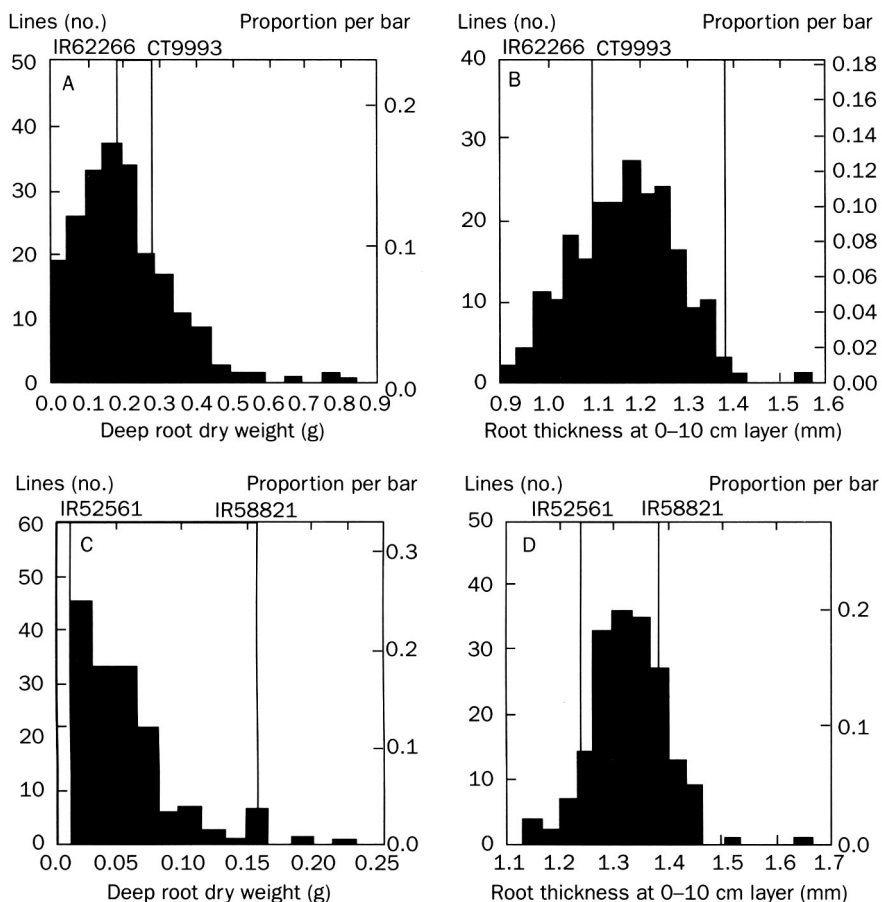 Lines (no.) Proportion per bar
IR62266 CT9993
A
50
40
30
20
10
0
0.2
0.1
0.0
0.0 0.1 0.2 0.3 0.4 0.5 0.6 0.7 0.8 0.9
Deep root dry weight (g)
Lines (no.) Proportion per bar
IR62266 CT9993
B
40
30
20
10
0
0.18
0.16
0.14
0.12
0.10
0.08
0.06
0.04
0.02
0.00
0.9 1.0 1.1 1.2 1.3 1.4 1.5 1.6
Root thickness at 0–10 cm layer (mm)
Lines (no.) Proportion per bar
IR52561 IR58821
C
60
50
40
30
20
10
0
0.3
0.2
0.1
0.0
0.0 0.05 0.10 0.15 0.20 0.25
Deep root dry weight (g)
Lines (no.) Proportion per bar
IR52561 IR58821
D
50
40
30
20
10
0
0.2
0.1
0.0
1.1 1.2 1.3 1.4 1.5 1.6 1.7
Root thickness at 0–10 cm layer (mm)